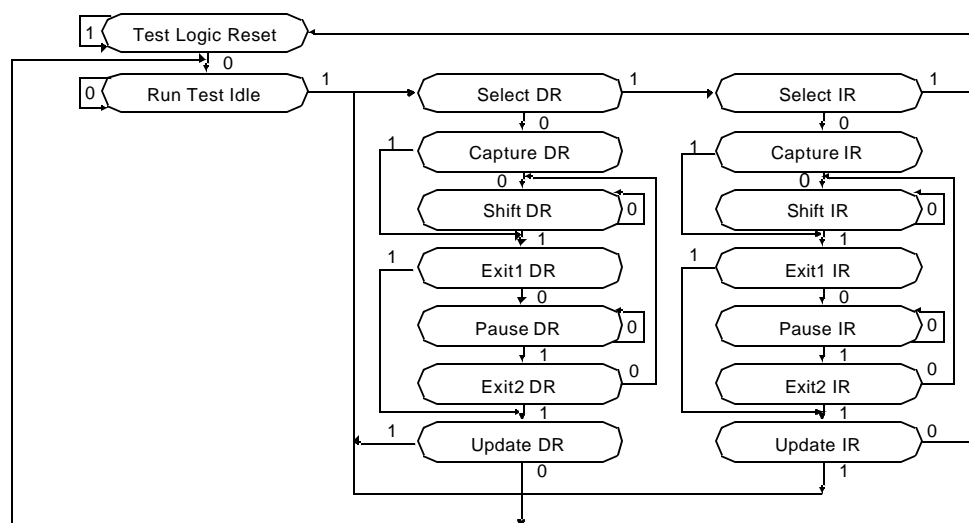 1 Test Logic Reset
0
0 Run Test Idle 1 Select DR 1 Select IR 1
0 0
1 Capture DR 1 Capture IR
0 0
Shift DR 0 Shift IR 0
1 1
1 Exit1 DR 1 Exit1 IR
0 0
Pause DR 0 Pause IR 0
1 1
Exit2 DR 0 Exit2 IR 0
1 1
1 Update DR Update IR 0
0 1